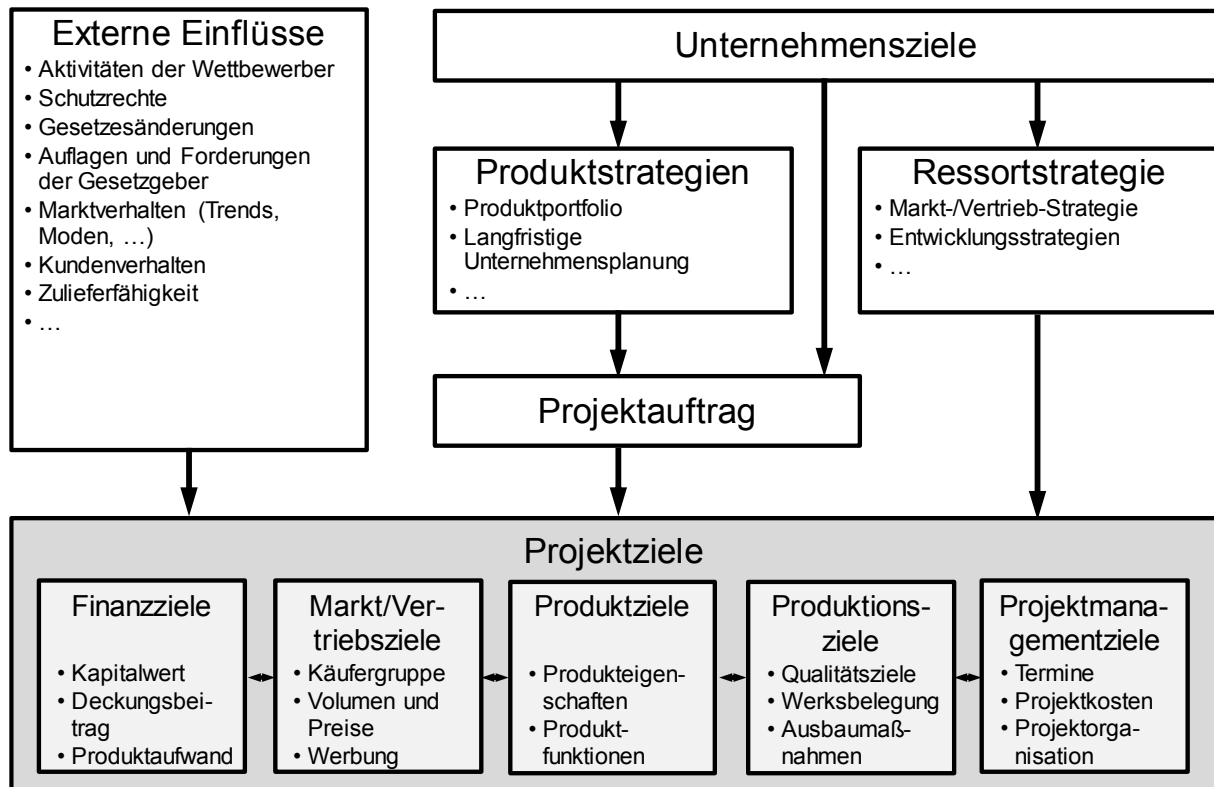 Externe Einflüsse
• Aktivitäten der Wettbewerber
• Schutzrechte
• Gesetzesänderungen
• Auflagen und Forderungen
der Gesetzgeber
• Marktverhalten (Trends,
Moden, …)
• Kundenverhalten
• Zulieferfähigkeit
• …
Unternehmensziele
Produktstrategien
• Produktportfolio
• Langfristige
Unternehmensplanung
• …
Ressortstrategie
• Markt-/Vertrieb-Strategie
• Entwicklungsstrategien
• …
Projektauftrag
Projektziele
Finanzziele
• Kapitalwert
• Deckungsbei-
trag
• Produktaufwand
Markt/Ver-
triebsziele
• Käufergruppe
• Volumen und
Preise
• Werbung
Produktziele
• Produkteigen-
schaften
• Produkt-
funktionen
Produktions-
ziele
• Qualitätsziele
• Werksbelegung
• Ausbaumaß-
nahmen
Projektmana-
gementziele
• Termine
• Projektkosten
• Projektorga-
nisation